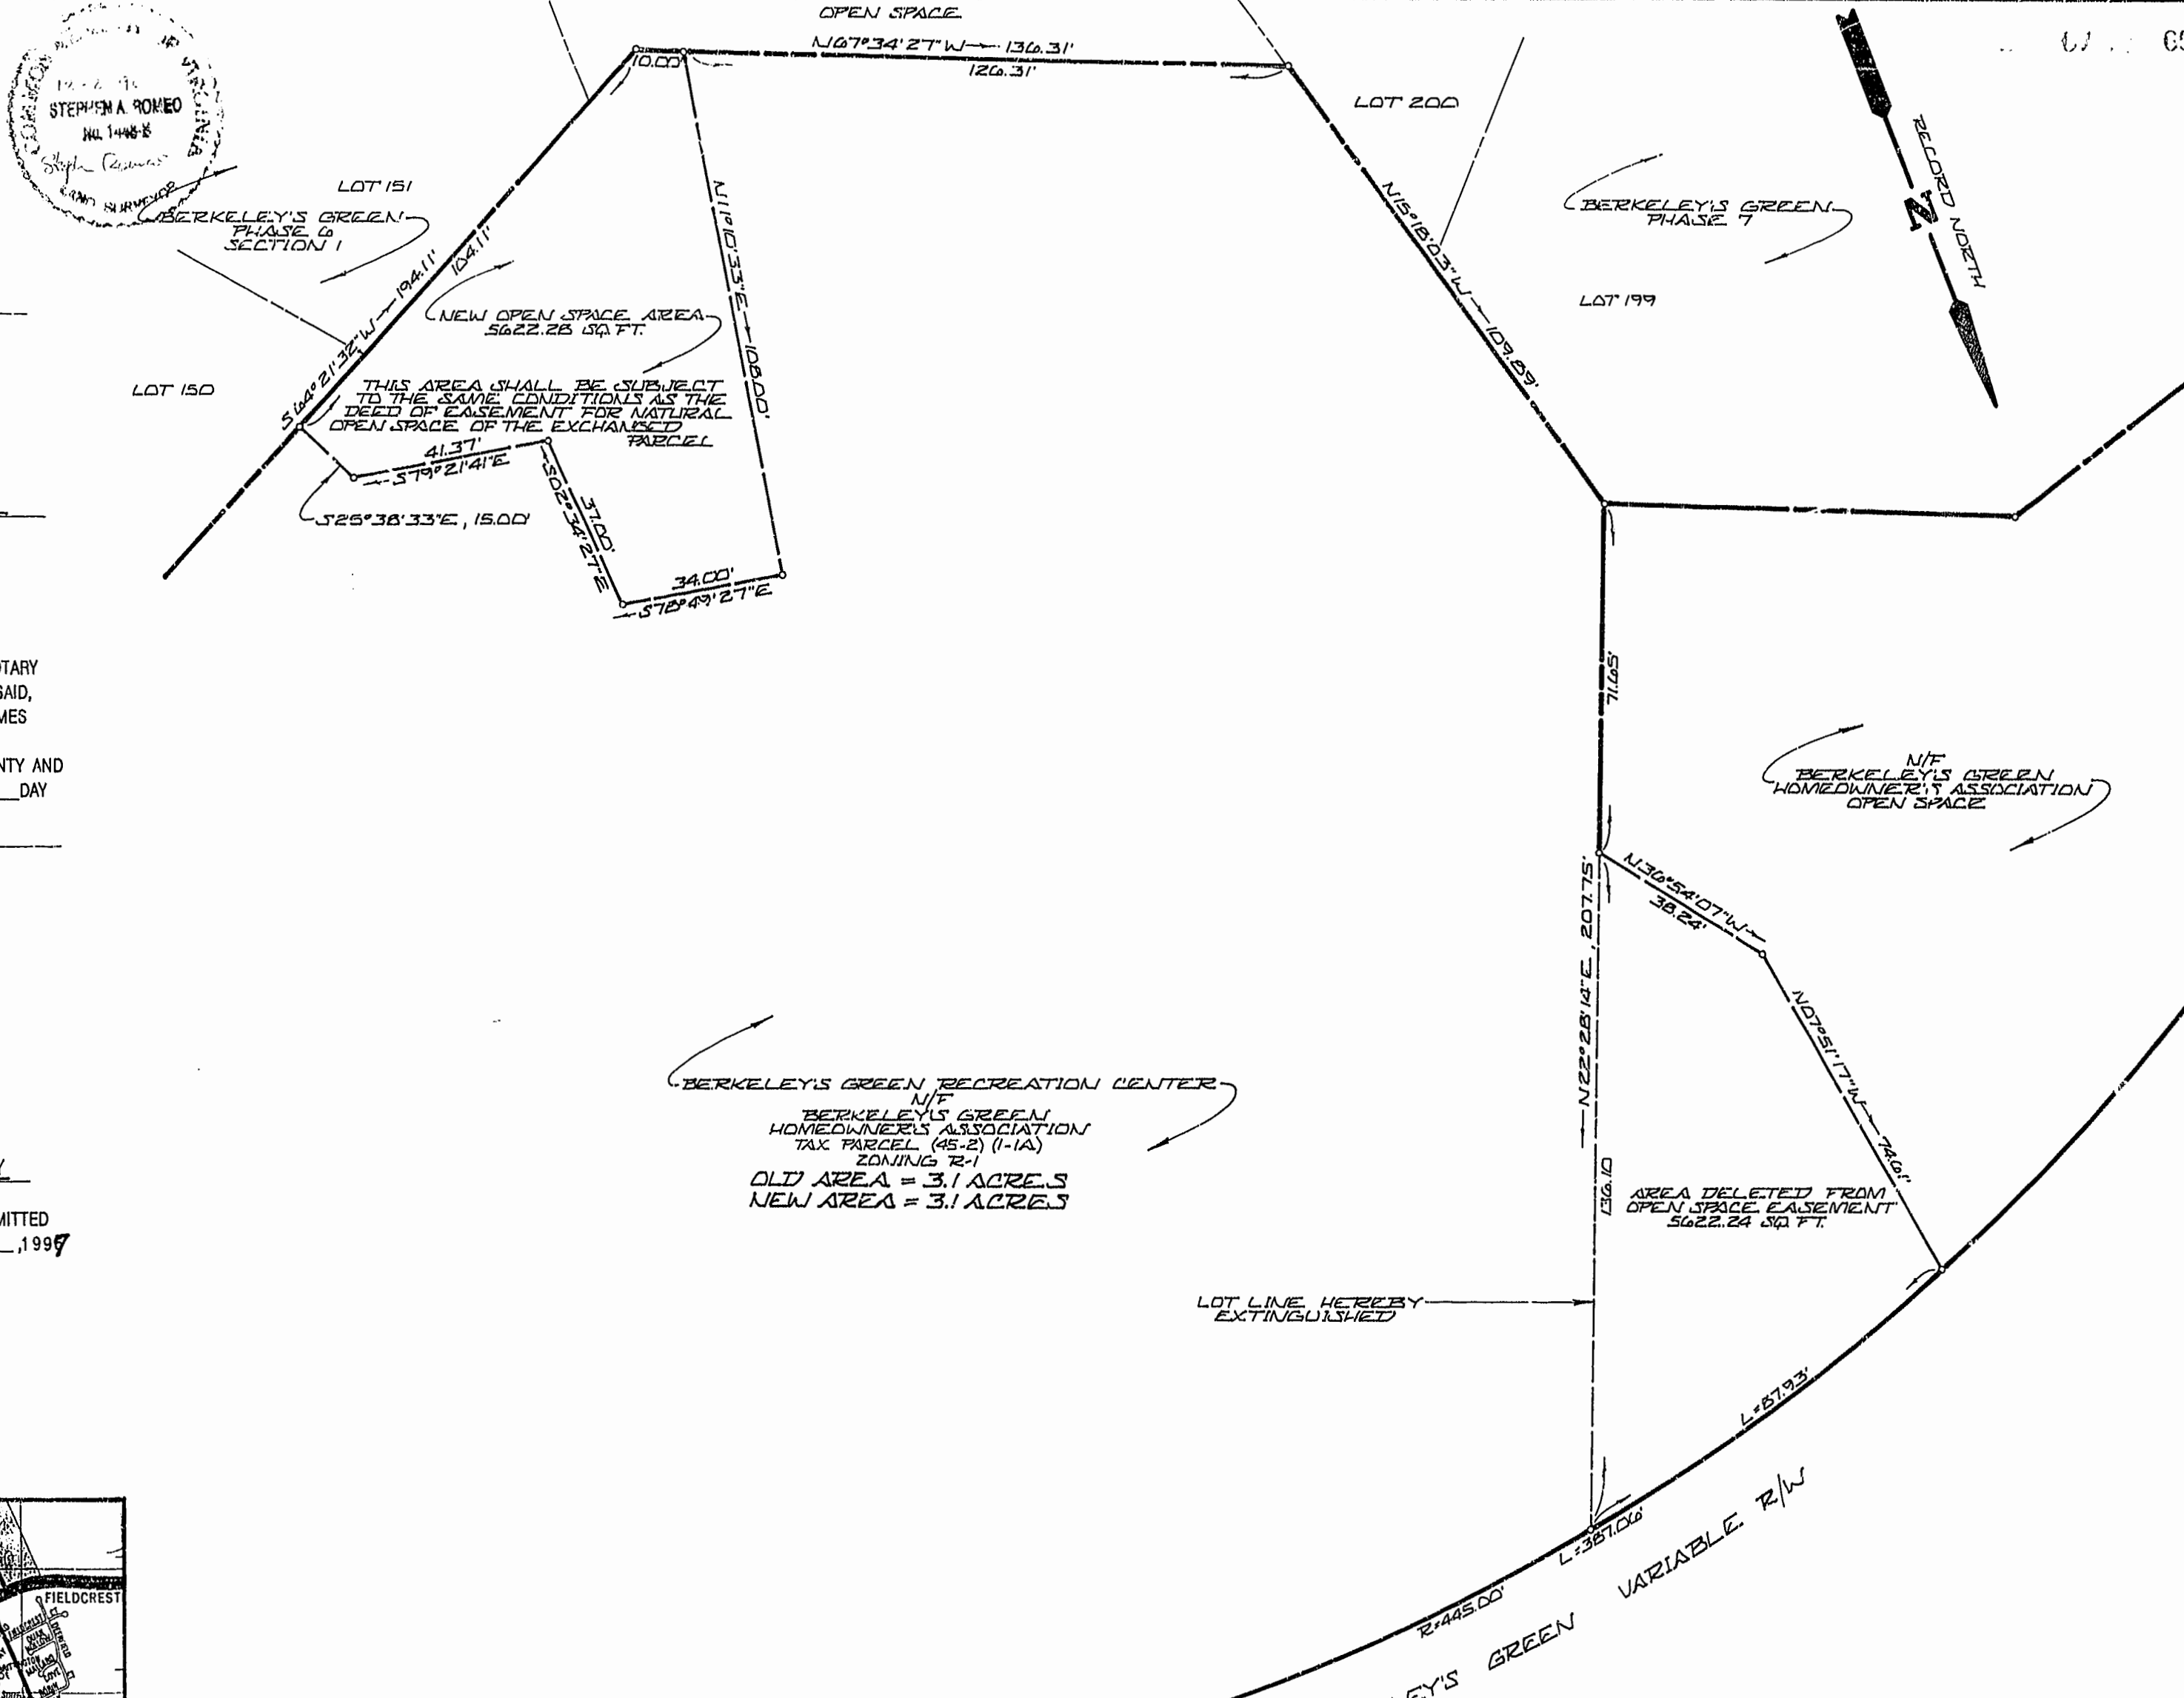 OPEN SPACE
N67°34'27"W 136.31'
10.00'
126.31'
STEPHEN A. ROMEO
LAND SURVEYOR
LOT 200
RECORD NORTH
N
LOT 151
BERKELEY'S GREEN
PHASE 6
SECTION 1
BERKELEY'S GREEN
PHASE 7
N15°18'03"W 109.89'
LOT 199
S64°21'32"W 194.11'
104.11'
N11°10'33"E 108.00'
NEW OPEN SPACE AREA
5622.28 SQ. FT.
LOT 150
THIS AREA SHALL BE SUBJECT
TO THE SAME CONDITIONS AS THE
DEED OF EASEMENT FOR NATURAL
OPEN SPACE OF THE EXCHANGED
PARCEL
41.37'
S79°21'41"E
S25°38'33"E, 15.00'
37.00'
S02°34'27"E
34.00'
S78°49'27"E
OTARY
SAID,
MES
NTY AND
DAY
71.65'
N/F
BERKELEY'S GREEN
HOMEOWNER'S ASSOCIATION
OPEN SPACE
N36°54'07"W
38.24'
N22°28'14"E, 207.75'
N07°51'17"W 74.61'
136.10
BERKELEY'S GREEN RECREATION CENTER
N/F
BERKELEY'S GREEN
HOMEOWNER'S ASSOCIATION
TAX PARCEL (45-2) (1-1A)
ZONING R-1
OLD AREA = 3.1 ACRES
NEW AREA = 3.1 ACRES
AREA DELETED FROM
OPEN SPACE EASEMENT
5622.24 SQ. FT.
MITTED
,1997
LOT LINE HEREBY
EXTINGUISHED
L=87.93'
L=387.06'
R=445.00'
EY'S GREEN VARIABLE R/W
FIELDCREST